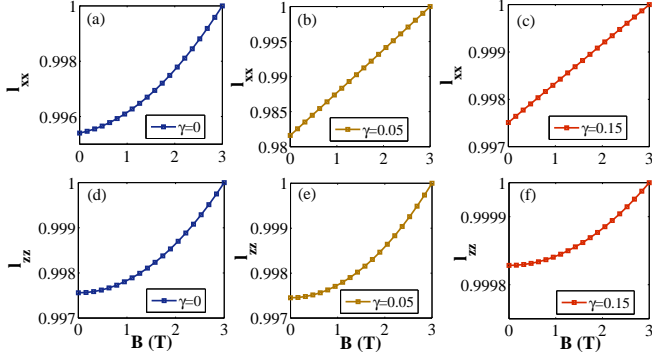 (a)
1
0.998
0.996
l_xx
γ=0
0 1 2 3
(b)
1
0.995
0.99
0.985
0.98
l_xx
γ=0.05
0 1 2 3
(c)
1
0.999
0.998
0.997
l_xx
γ=0.15
0 1 2 3
(d)
1
0.999
0.998
0.997
l_zz
γ=0
0 1 2 3
B (T)
(e)
1
0.999
0.998
0.997
l_zz
γ=0.05
0 1 2 3
B (T)
(f)
1
0.9999
0.9998
l_zz
γ=0.15
0 1 2 3
B (T)